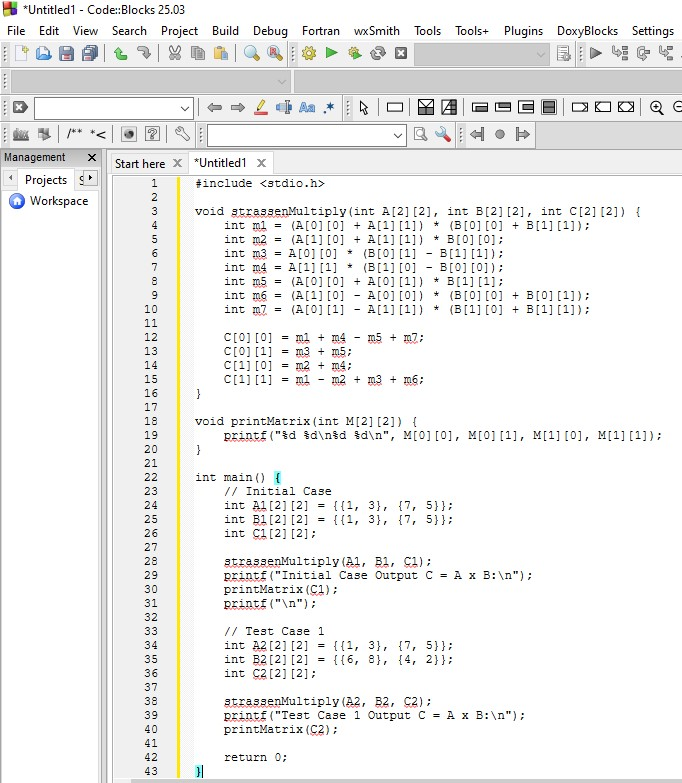 *Untitled1 - Code::Blocks 25.03
File Edit View Search Project Build Debug Fortran wxSmith Tools Tools+ Plugins DoxyBlocks Settings
Aa .*
/** *<
Management
Start here *Untitled1
Projects
Workspace
1 #include <stdio.h>
2
3 void strassenMultiply(int A[2][2], int B[2][2], int C[2][2]) {
4 int m1 = (A[0][0] + A[1][1]) * (B[0][0] + B[1][1]);
5 int m2 = (A[1][0] + A[1][1]) * B[0][0];
6 int m3 = A[0][0] * (B[0][1] - B[1][1]);
7 int m4 = A[1][1] * (B[1][0] - B[0][0]);
8 int m5 = (A[0][0] + A[0][1]) * B[1][1];
9 int m6 = (A[1][0] - A[0][0]) * (B[0][0] + B[0][1]);
10 int m7 = (A[0][1] - A[1][1]) * (B[1][0] + B[1][1]);
11
12 C[0][0] = m1 + m4 - m5 + m7;
13 C[0][1] = m3 + m5;
14 C[1][0] = m2 + m4;
15 C[1][1] = m1 - m2 + m3 + m6;
16 }
17
18 void printMatrix(int M[2][2]) {
19 printf("%d %d\n%d %d\n", M[0][0], M[0][1], M[1][0], M[1][1]);
20 }
21
22 int main() {
23 // Initial Case
24 int A1[2][2] = {{1, 3}, {7, 5}};
25 int B1[2][2] = {{1, 3}, {7, 5}};
26 int C1[2][2];
27
28 strassenMultiply(A1, B1, C1);
29 printf("Initial Case Output C = A x B:\n");
30 printMatrix(C1);
31 printf("\n");
32
33 // Test Case 1
34 int A2[2][2] = {{1, 3}, {7, 5}};
35 int B2[2][2] = {{6, 8}, {4, 2}};
36 int C2[2][2];
37
38 strassenMultiply(A2, B2, C2);
39 printf("Test Case 1 Output C = A x B:\n");
40 printMatrix(C2);
41
42 return 0;
43 }